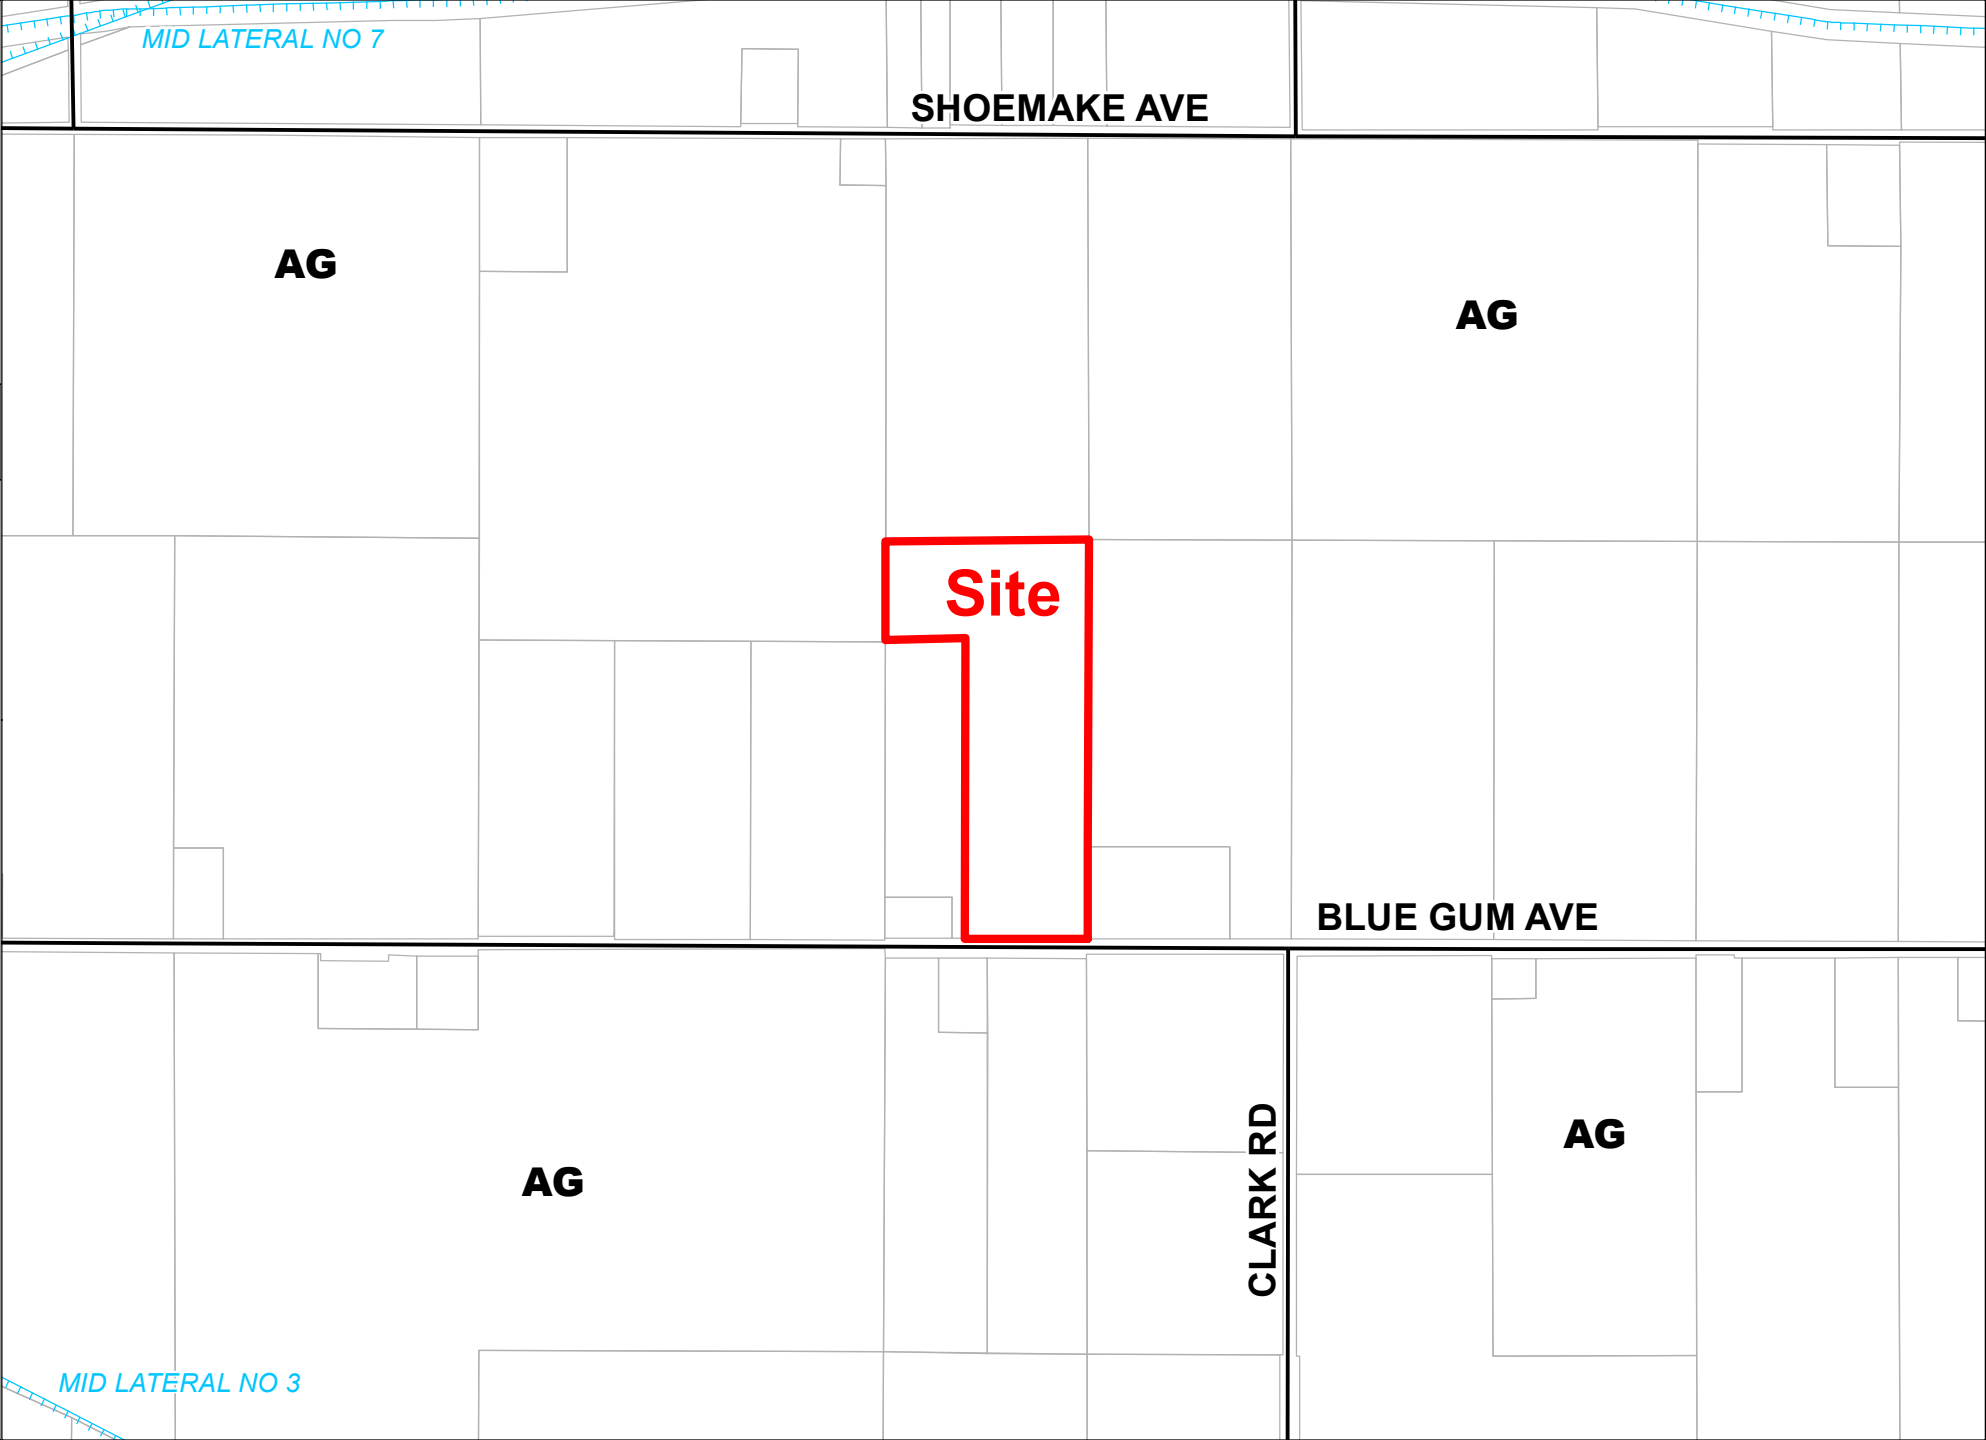 MID LATERAL NO 7
SHOEMAKE AVE
AG
AG
Site
BLUE GUM AVE
CLARK RD
AG
AG
MID LATERAL NO 3